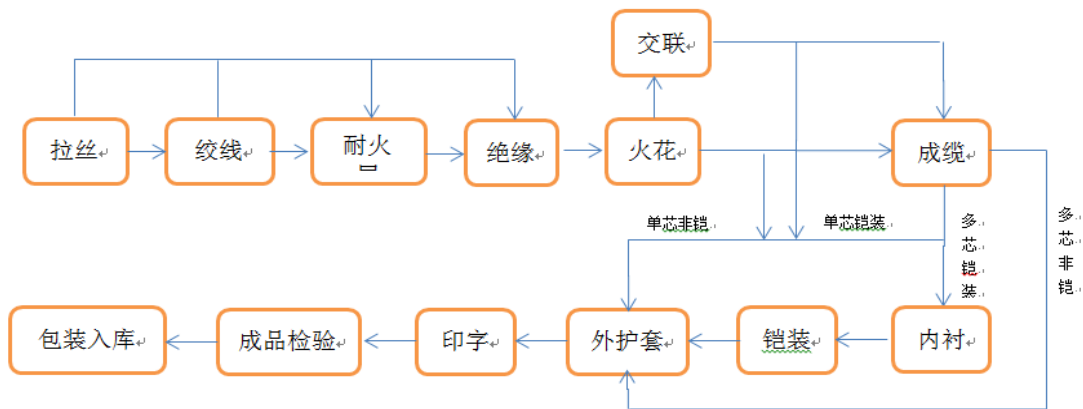 交联
拉丝
绞线
耐火
绝缘
火花
成缆
单芯非铠
单芯铠装
多芯铠装
多芯非铠
包装入库
成品检验
印字
外护套
铠装
内衬